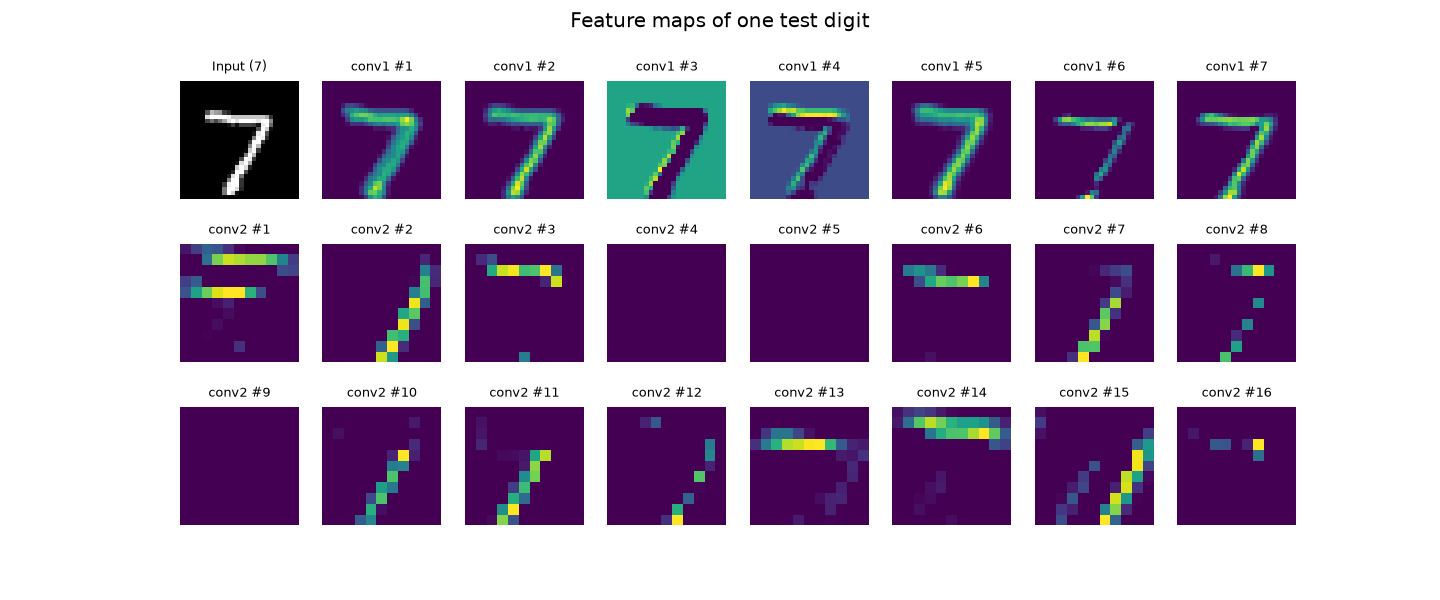 Feature maps of one test digit
Input (7) conv1 #1 conv1 #2 conv1 #3 conv1 #4 conv1 #5 conv1 #6 conv1 #7
conv2 #1 conv2 #2 conv2 #3 conv2 #4 conv2 #5 conv2 #6 conv2 #7 conv2 #8
conv2 #9 conv2 #10 conv2 #11 conv2 #12 conv2 #13 conv2 #14 conv2 #15 conv2 #16